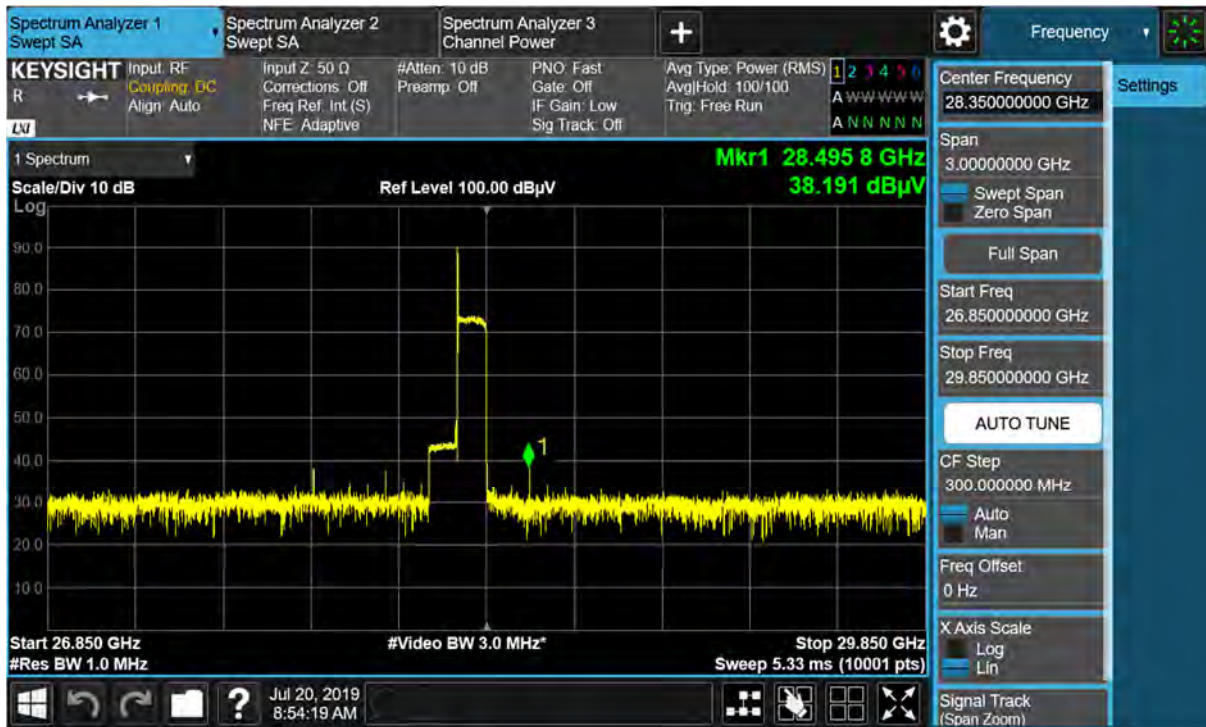 Spectrum Analyzer 1
Swept SA
Spectrum Analyzer 2
Swept SA
Spectrum Analyzer 3
Channel Power
+
Frequency
KEYSIGHT
R
LXI
Input: RF
Coupling: DC
Align: Auto
Input Z: 50 Ω
Corrections: Off
Freq Ref: Int (S)
NFE: Adaptive
#Atten: 10 dB
Preamp: Off
PNO: Fast
Gate: Off
IF Gain: Low
Sig Track: Off
Avg Type: Power (RMS)
Avg|Hold: 100/100
Trig: Free Run
1 2 3 4 5 6
A W W W W W
A N N N N N
1 Spectrum
Scale/Div 10 dB
Log
Ref Level 100.00 dBµV
Mkr1 28.495 8 GHz
38.191 dBµV
90.0
80.0
70.0
60.0
50.0
40.0
30.0
20.0
10.0
1
Start 26.850 GHz
#Res BW 1.0 MHz
#Video BW 3.0 MHz*
Stop 29.850 GHz
Sweep 5.33 ms (10001 pts)
?
Jul 20, 2019
8:54:19 AM
Center Frequency
28.350000000 GHz
Settings
Span
3.00000000 GHz
Swept Span
Zero Span
Full Span
Start Freq
26.850000000 GHz
Stop Freq
29.850000000 GHz
AUTO TUNE
CF Step
300.000000 MHz
Auto
Man
Freq Offset
0 Hz
X Axis Scale
Log
Lin
Signal Track
(Span Zoom)